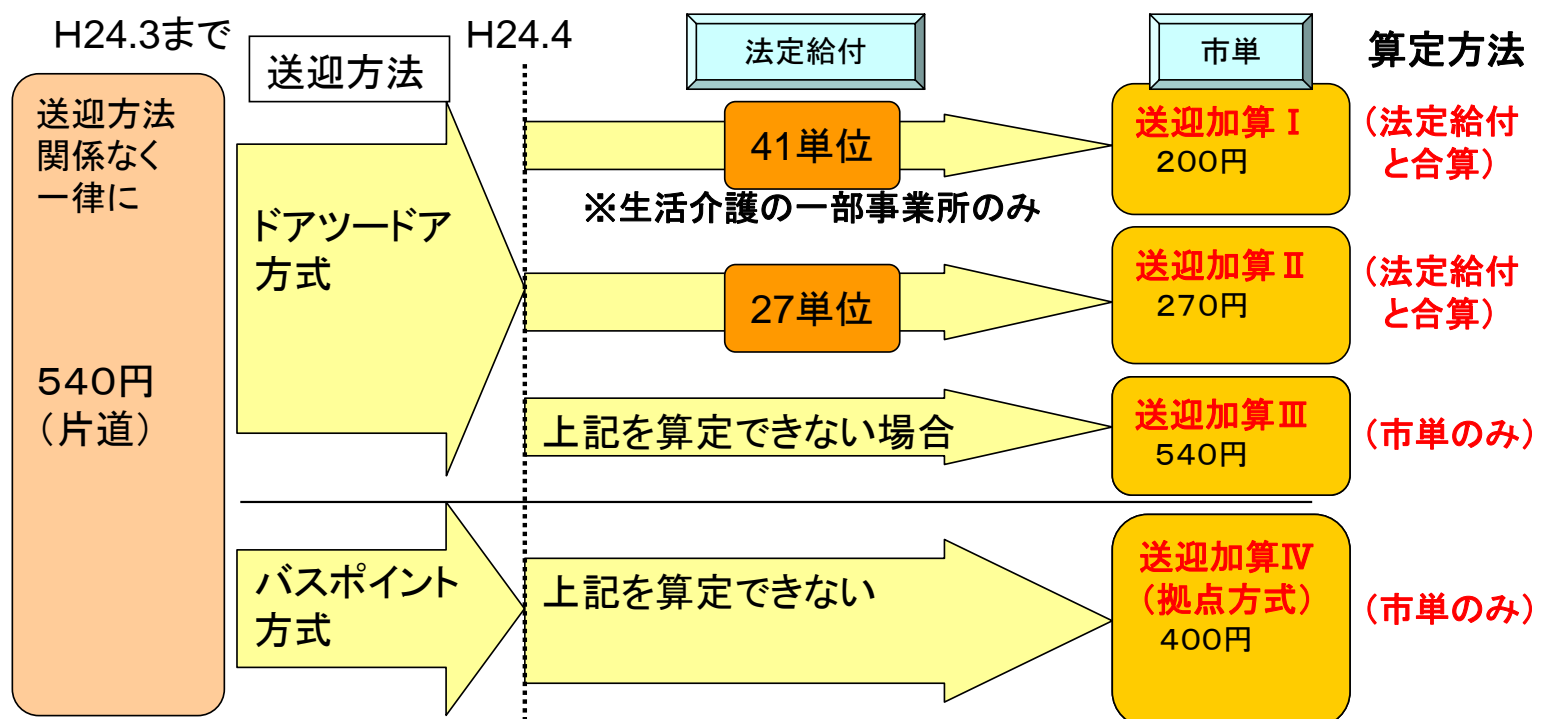 H24.3まで
送迎方法
関係なく
一律に
５４０円
（片道）
送迎方法
H24.4
法定給付
市単
算定方法
ドアツードア
方式
41単位
※生活介護の一部事業所のみ
送迎加算Ⅰ
２００円
（法定給付
と合算）
27単位
送迎加算Ⅱ
２７０円
（法定給付
と合算）
上記を算定できない場合
送迎加算Ⅲ
５４０円
（市単のみ）
バスポイント
方式
上記を算定できない
送迎加算Ⅳ
（拠点方式）
４００円
（市単のみ）